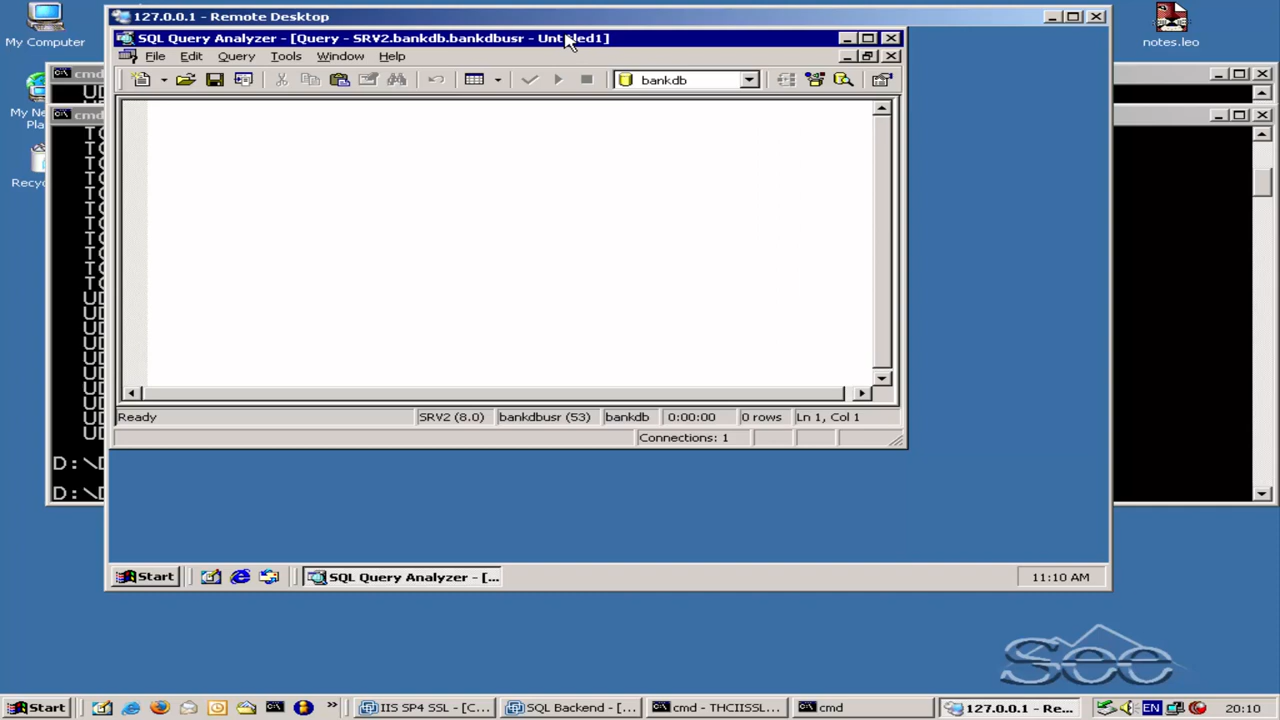 My Computer
127.0.0.1 - Remote Desktop
notes.leo
SQL Query Analyzer - [Query - SRV2.bankdb.bankdbusr - Untitled1]
File Edit Query Tools Window Help
bankdb
Ready SRV2 (8.0) bankdbusr (53) bankdb 0:00:00 0 rows Ln 1, Col 1
Connections: 1
D:\
D:\
Start SQL Query Analyzer - [... 11:10 AM
See
Start IIS SP4 SSL - [C... SQL Backend - [... cmd - THCIISSL... cmd 127.0.0.1 - Re... EN 20:10